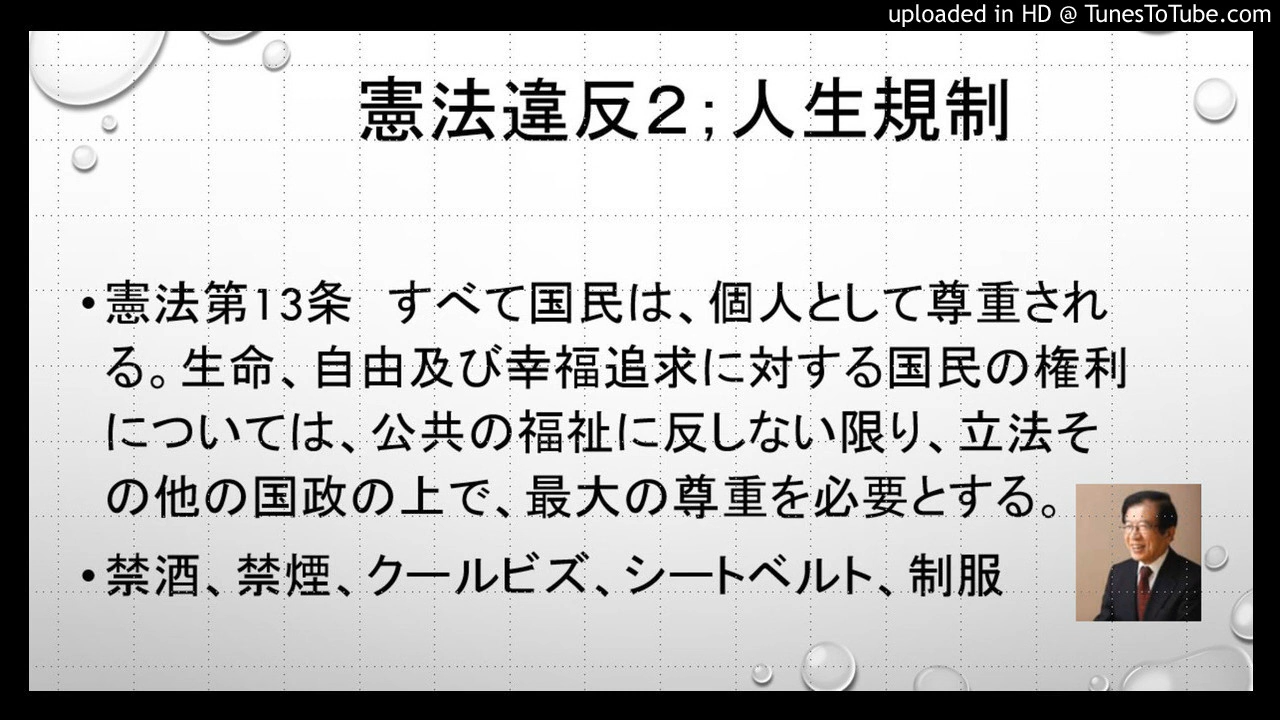 uploaded in HD @ TunesToTube.com
憲法違反２；人生規制
•憲法第13条　すべて国民は、個人として尊重され
る。生命、自由及び幸福追求に対する国民の権利
については、公共の福祉に反しない限り、立法そ
の他の国政の上で、最大の尊重を必要とする。
•禁酒、禁煙、クールビズ、シートベルト、制服